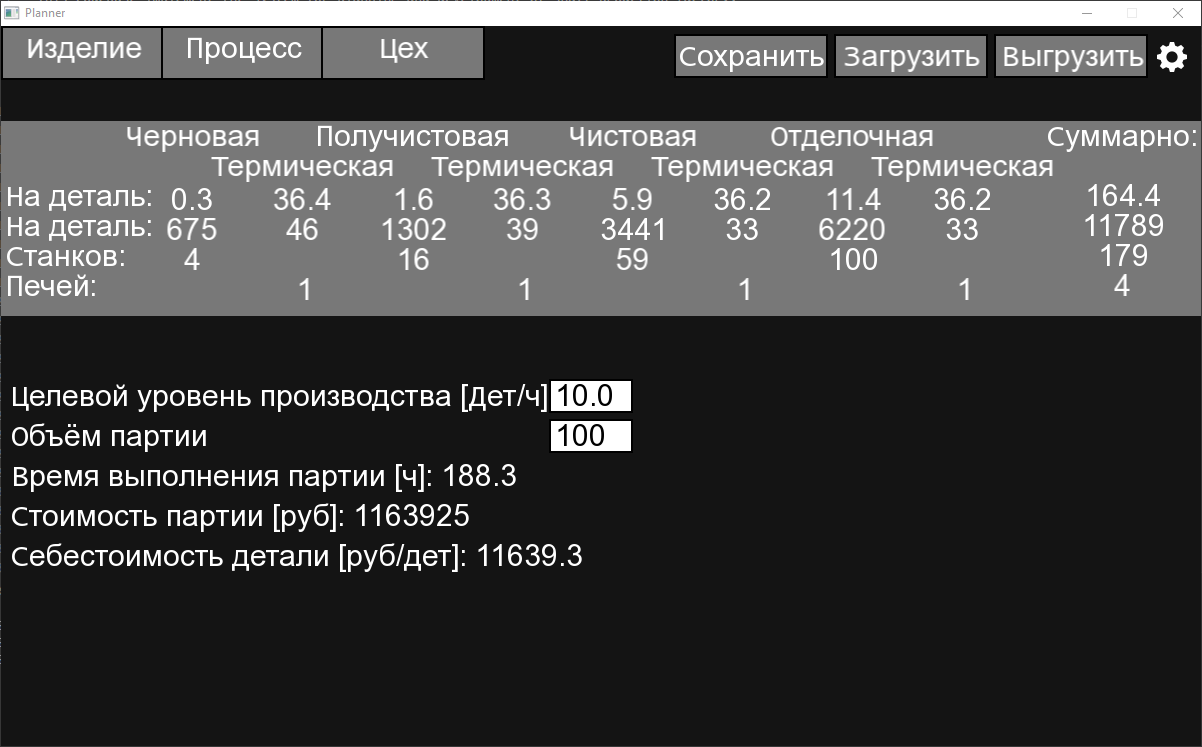 Planner
Изделие Процесс Цех Сохранить Загрузить Выгрузить
Черновая Получистовая Чистовая Отделочная Суммарно:
Термическая Термическая Термическая Термическая
На деталь: 0.3 36.4 1.6 36.3 5.9 36.2 11.4 36.2 164.4
На деталь: 675 46 1302 39 3441 33 6220 33 11789
Станков: 4 16 59 100 179
Печей: 1 1 1 1 4
Целевой уровень производства [Дет/ч] 10.0
Объём партии 100
Время выполнения партии [ч]: 188.3
Стоимость партии [руб]: 1163925
Себестоимость детали [руб/дет]: 11639.3